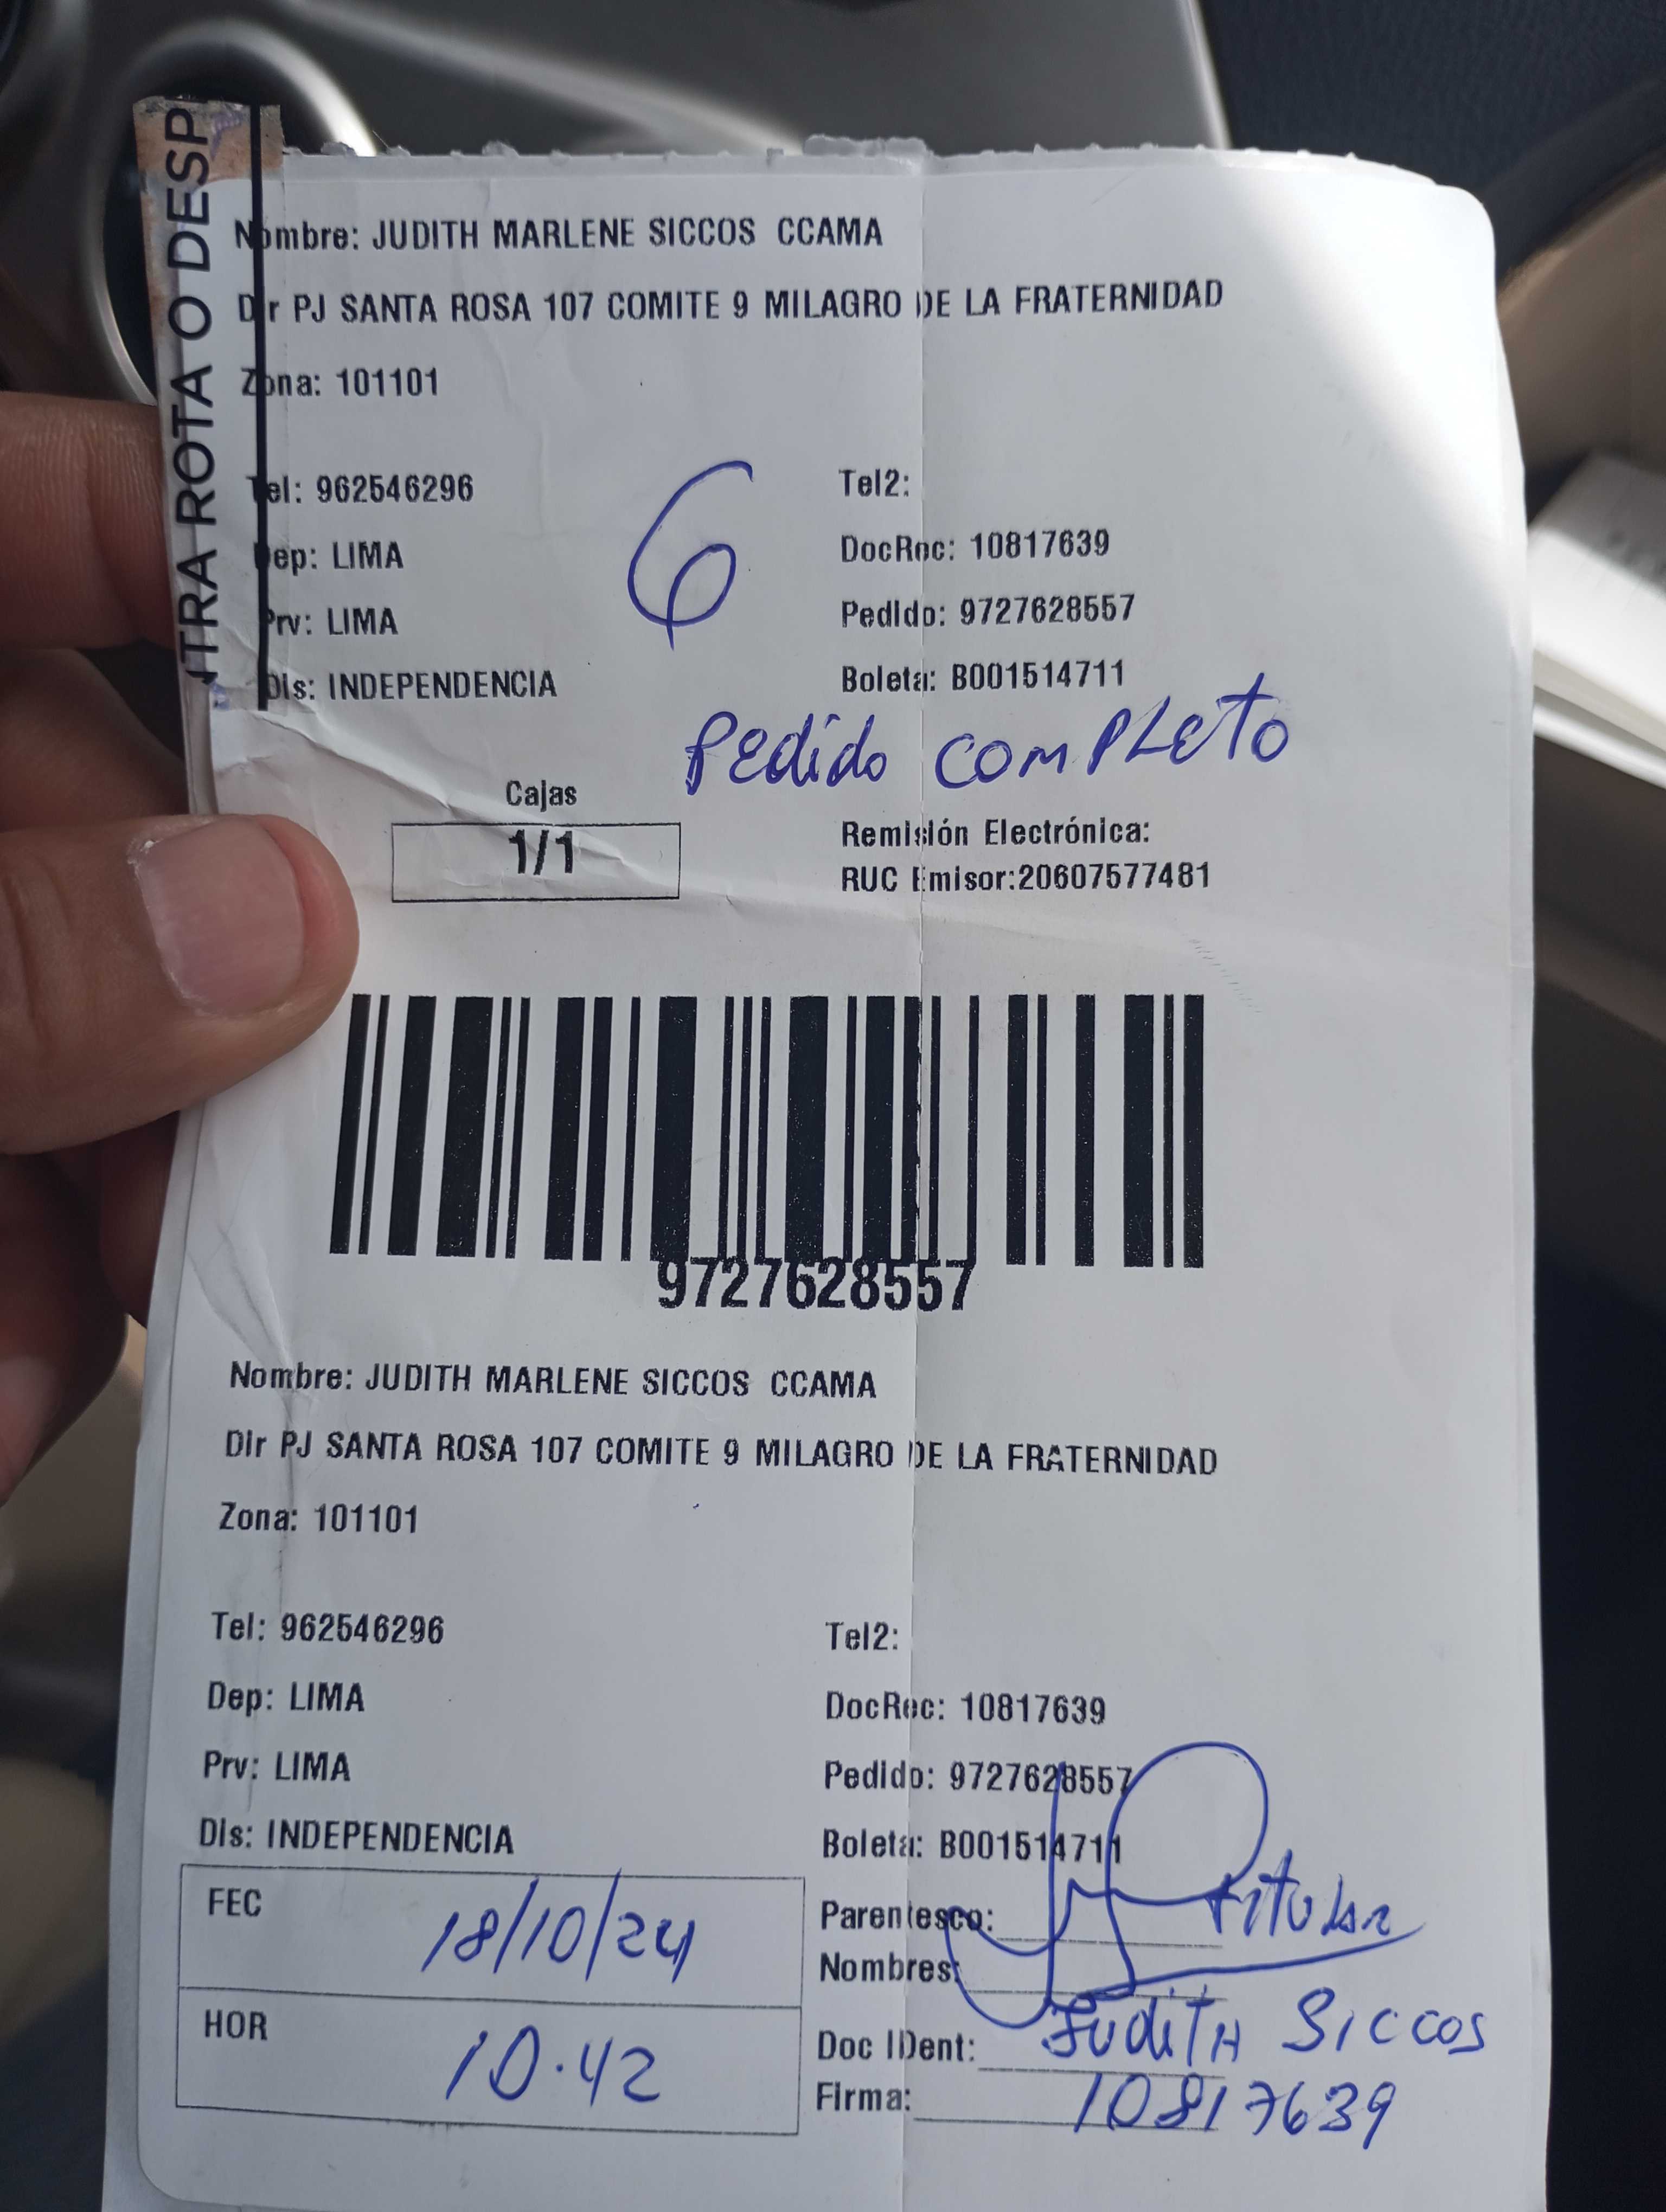 NTRA ROTA O DESP
Nombre: JUDITH MARLENE SICCOS CCAMA
Dir PJ SANTA ROSA 107 COMITE 9 MILAGRO DE LA FRATERNIDAD
Zona: 101101
6
Tel: 962546296 Tel2:
Dep: LIMA DocRec: 10817639
Prv: LIMA Pedido: 9727628557
Dis: INDEPENDENCIA Boleta: B001514711
Pedido completo
Cajas
1/1
Remisión Electrónica:
RUC Emisor:20607577481
9727628557
Nombre: JUDITH MARLENE SICCOS CCAMA
Dir PJ SANTA ROSA 107 COMITE 9 MILAGRO DE LA FRATERNIDAD
Zona: 101101
Tel: 962546296 Tel2:
Dep: LIMA DocRec: 10817639
Prv: LIMA Pedido: 9727628557
Dis: INDEPENDENCIA Boleta: B001514711
FEC 18/10/24
HOR 10.42
Parentesco: titular
Nombres:
Doc IDent: Judith Siccos
Firma: 10817639